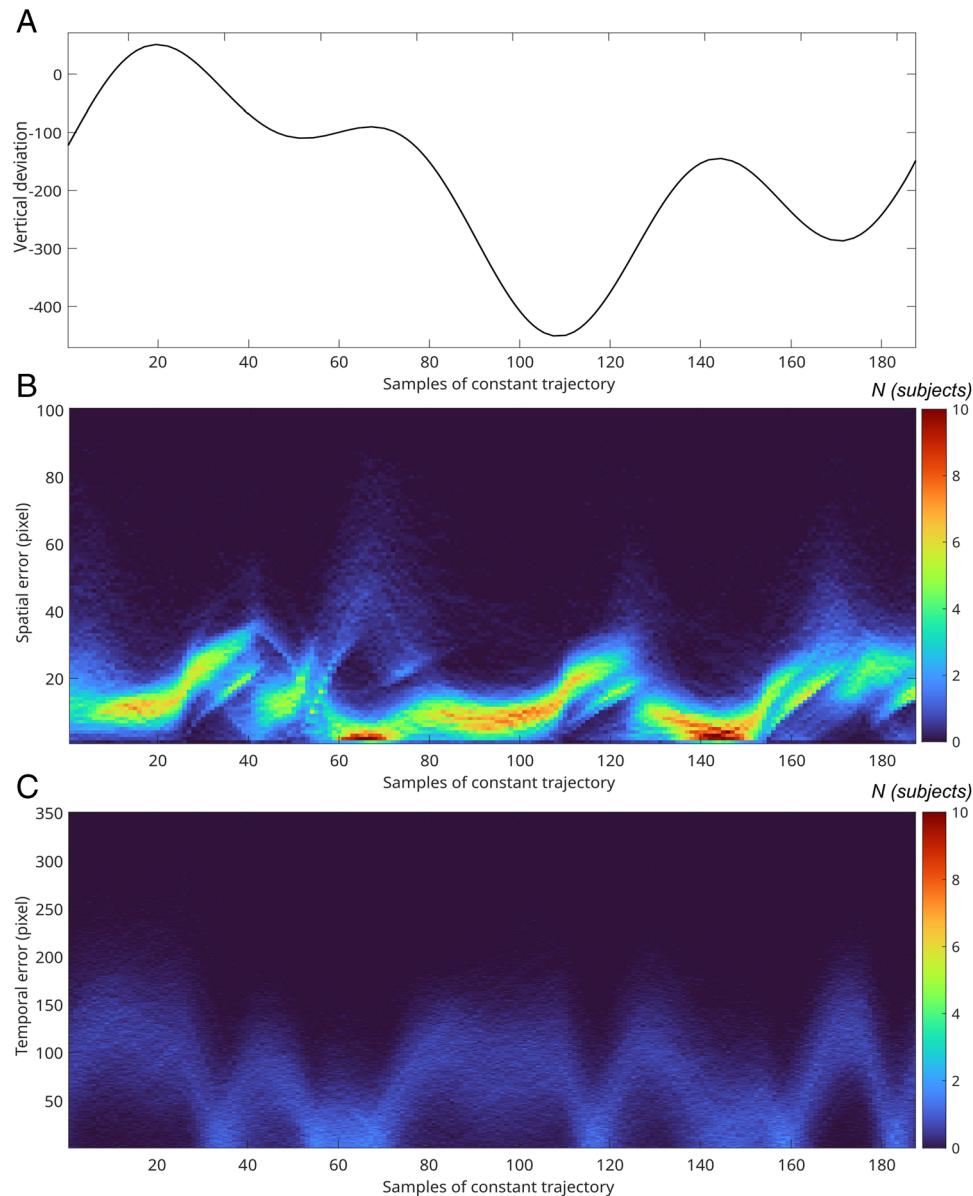 A
Vertical deviation
0
-100
-200
-300
-400
20 40 60 80 100 120 140 160 180
Samples of constant trajectory
B
N (subjects)
Spatial error (pixel)
100
80
60
40
20
10
8
6
4
2
0
20 40 60 80 100 120 140 160 180
Samples of constant trajectory
C
N (subjects)
Temporal error (pixel)
350
300
250
200
150
100
50
10
8
6
4
2
0
20 40 60 80 100 120 140 160 180
Samples of constant trajectory